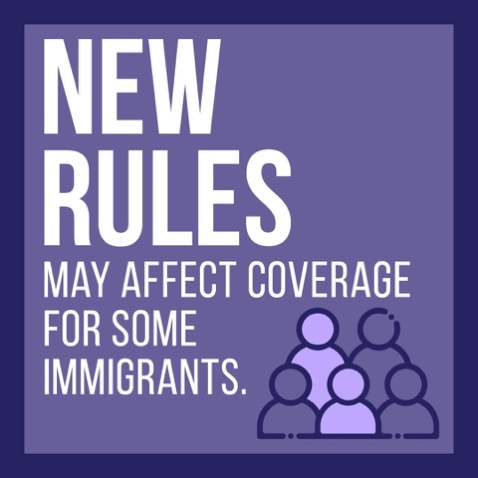 NEW
RULES
MAY AFFECT COVERAGE
FOR SOME
IMMIGRANTS.